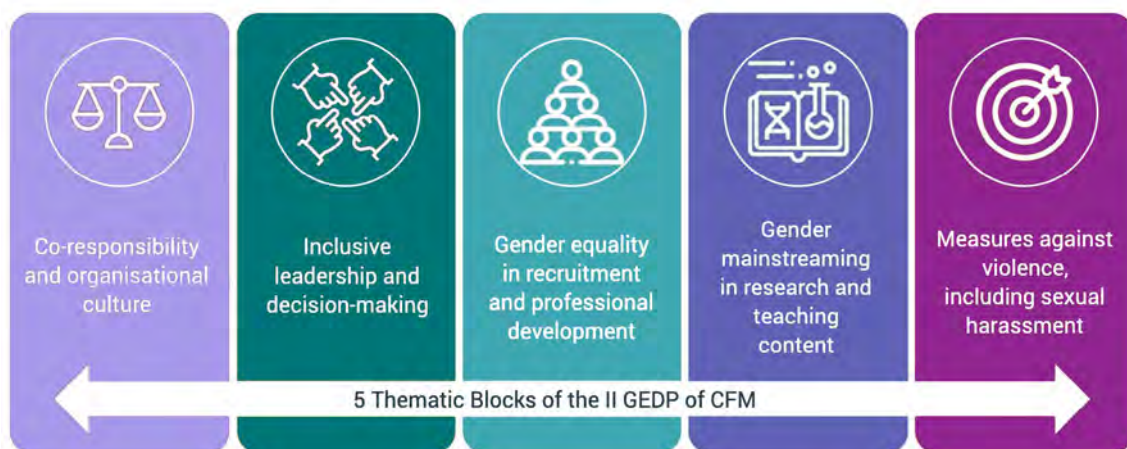 Co-responsibility
and organisational
culture
Inclusive
leadership and
decision-making
Gender equality
in recruitment
and professional
development
Gender
mainstreaming
in research and
teaching
content
Measures against
violence,
including sexual
harassment
5 Thematic Blocks of the II GEDP of CFM